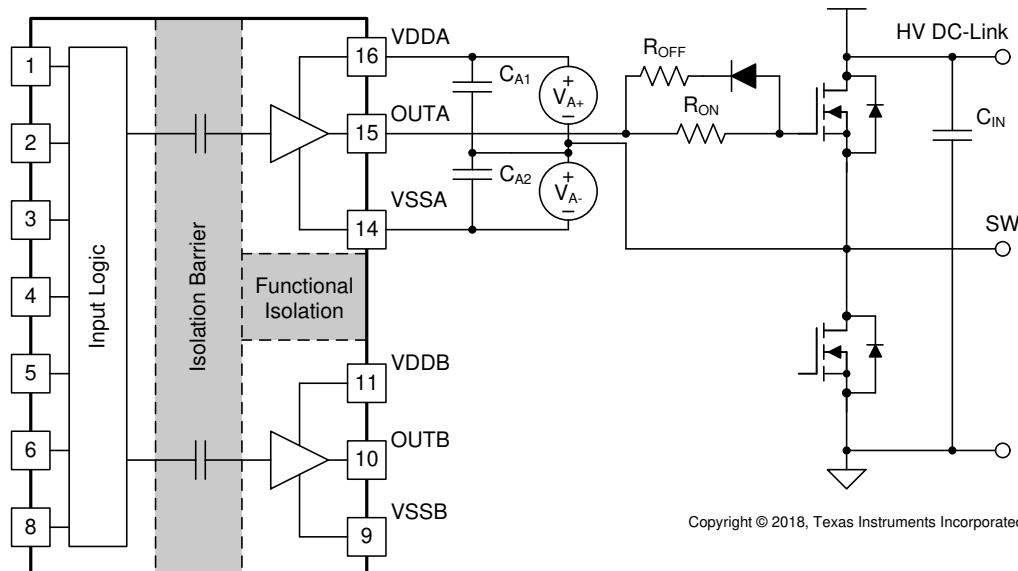 1
2
3
4
5
6
8
Input Logic
Isolation Barrier
Functional
Isolation
16
VDDA
15
OUTA
14
VSSA
11
VDDB
10
OUTB
9
VSSB
CA1
CA2
+
VA+
−
+
VA-
−
ROFF
RON
HV DC-Link
CIN
SW
Copyright © 2018, Texas Instruments Incorporated